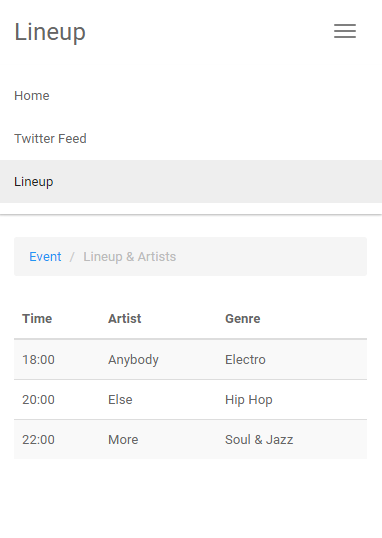 Lineup
Home
Twitter Feed
Lineup
Event / Lineup & Artists
Time Artist Genre
18:00 Anybody Electro
20:00 Else Hip Hop
22:00 More Soul & Jazz